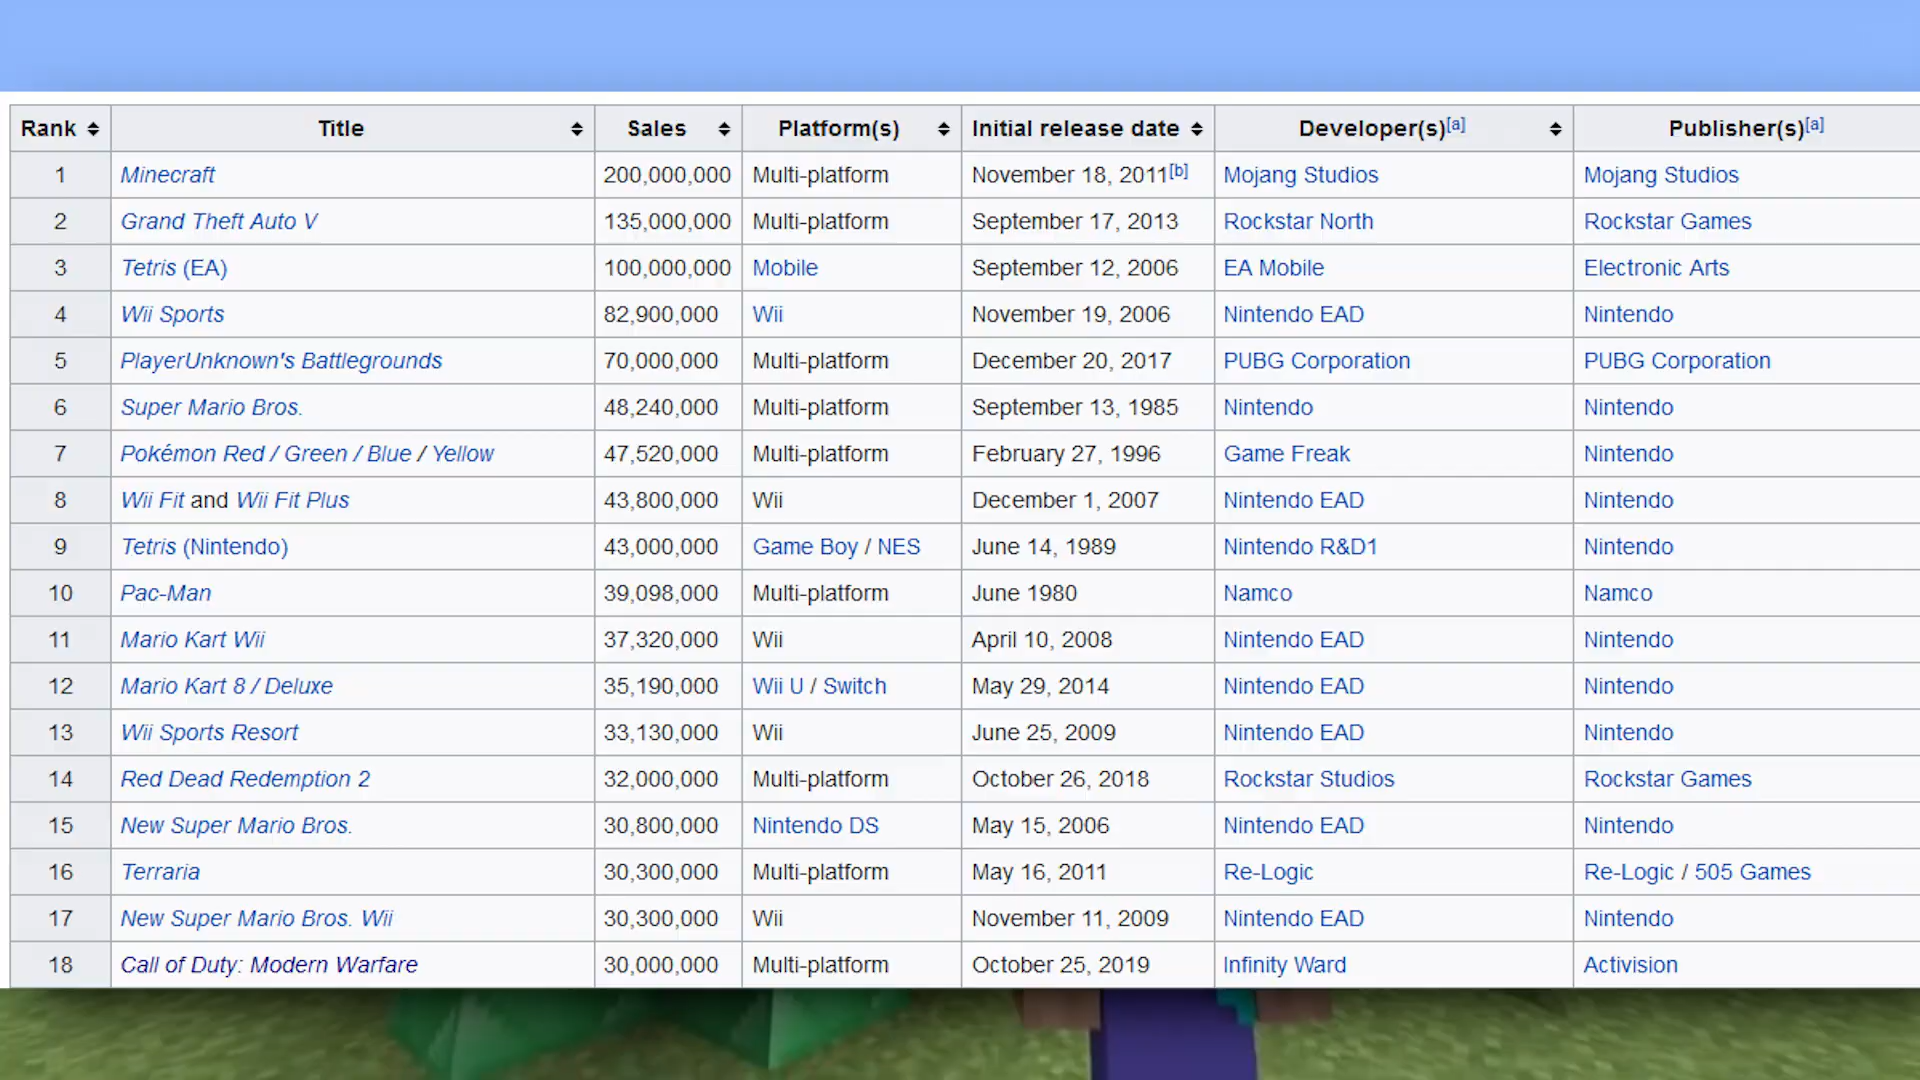 Rank Title Sales Platform(s) Initial release date Developer(s)[a] Publisher(s)[a]
1 Minecraft 200,000,000 Multi-platform November 18, 2011[b] Mojang Studios Mojang Studios
2 Grand Theft Auto V 135,000,000 Multi-platform September 17, 2013 Rockstar North Rockstar Games
3 Tetris (EA) 100,000,000 Mobile September 12, 2006 EA Mobile Electronic Arts
4 Wii Sports 82,900,000 Wii November 19, 2006 Nintendo EAD Nintendo
5 PlayerUnknown's Battlegrounds 70,000,000 Multi-platform December 20, 2017 PUBG Corporation PUBG Corporation
6 Super Mario Bros. 48,240,000 Multi-platform September 13, 1985 Nintendo Nintendo
7 Pokémon Red / Green / Blue / Yellow 47,520,000 Multi-platform February 27, 1996 Game Freak Nintendo
8 Wii Fit and Wii Fit Plus 43,800,000 Wii December 1, 2007 Nintendo EAD Nintendo
9 Tetris (Nintendo) 43,000,000 Game Boy / NES June 14, 1989 Nintendo R&D1 Nintendo
10 Pac-Man 39,098,000 Multi-platform June 1980 Namco Namco
11 Mario Kart Wii 37,320,000 Wii April 10, 2008 Nintendo EAD Nintendo
12 Mario Kart 8 / Deluxe 35,190,000 Wii U / Switch May 29, 2014 Nintendo EAD Nintendo
13 Wii Sports Resort 33,130,000 Wii June 25, 2009 Nintendo EAD Nintendo
14 Red Dead Redemption 2 32,000,000 Multi-platform October 26, 2018 Rockstar Studios Rockstar Games
15 New Super Mario Bros. 30,800,000 Nintendo DS May 15, 2006 Nintendo EAD Nintendo
16 Terraria 30,300,000 Multi-platform May 16, 2011 Re-Logic Re-Logic / 505 Games
17 New Super Mario Bros. Wii 30,300,000 Wii November 11, 2009 Nintendo EAD Nintendo
18 Call of Duty: Modern Warfare 30,000,000 Multi-platform October 25, 2019 Infinity Ward Activision